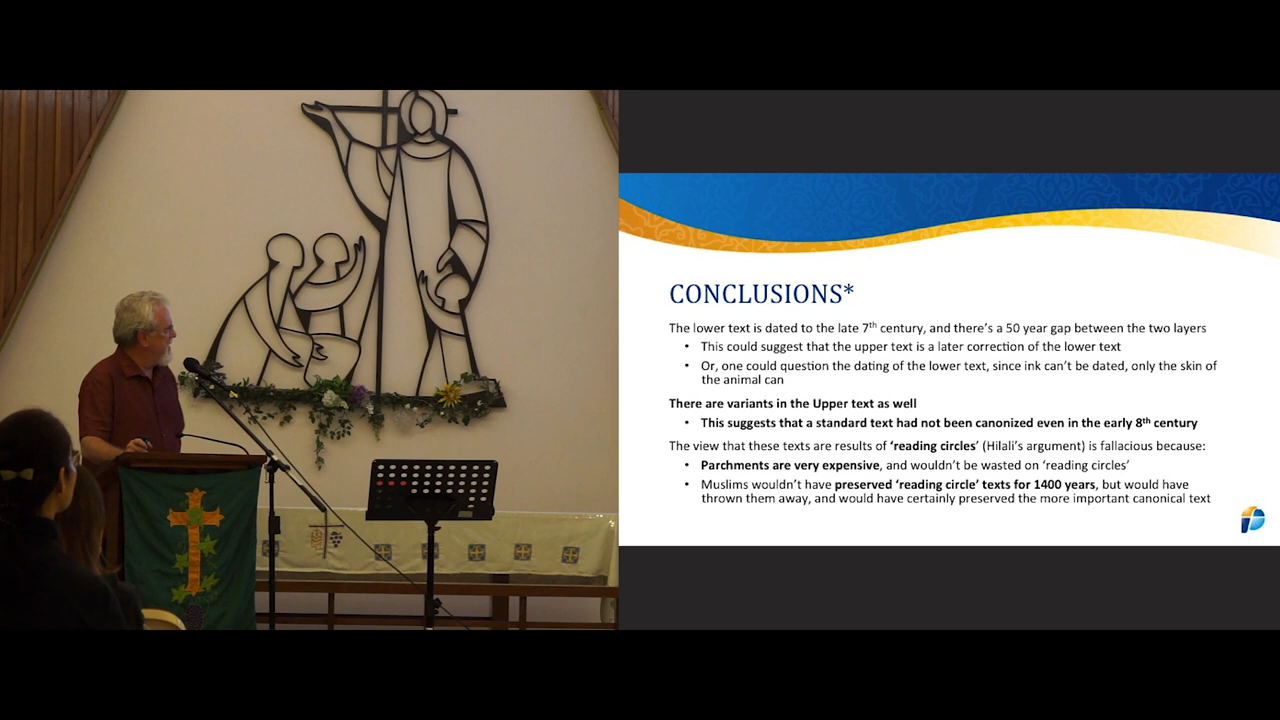 CONCLUSIONS*
The lower text is dated to the late 7th century, and there's a 50 year gap between the two layers
• This could suggest that the upper text is a later correction of the lower text
• Or, one could question the dating of the lower text, since ink can't be dated, only the skin of
the animal can
There are variants in the Upper text as well
• This suggests that a standard text had not been canonized even in the early 8th century
The view that these texts are results of 'reading circles' (Hilali's argument) is fallacious because:
• Parchments are very expensive, and wouldn't be wasted on 'reading circles'
• Muslims wouldn't have preserved 'reading circle' texts for 1400 years, but would have
thrown them away, and would have certainly preserved the more important canonical text